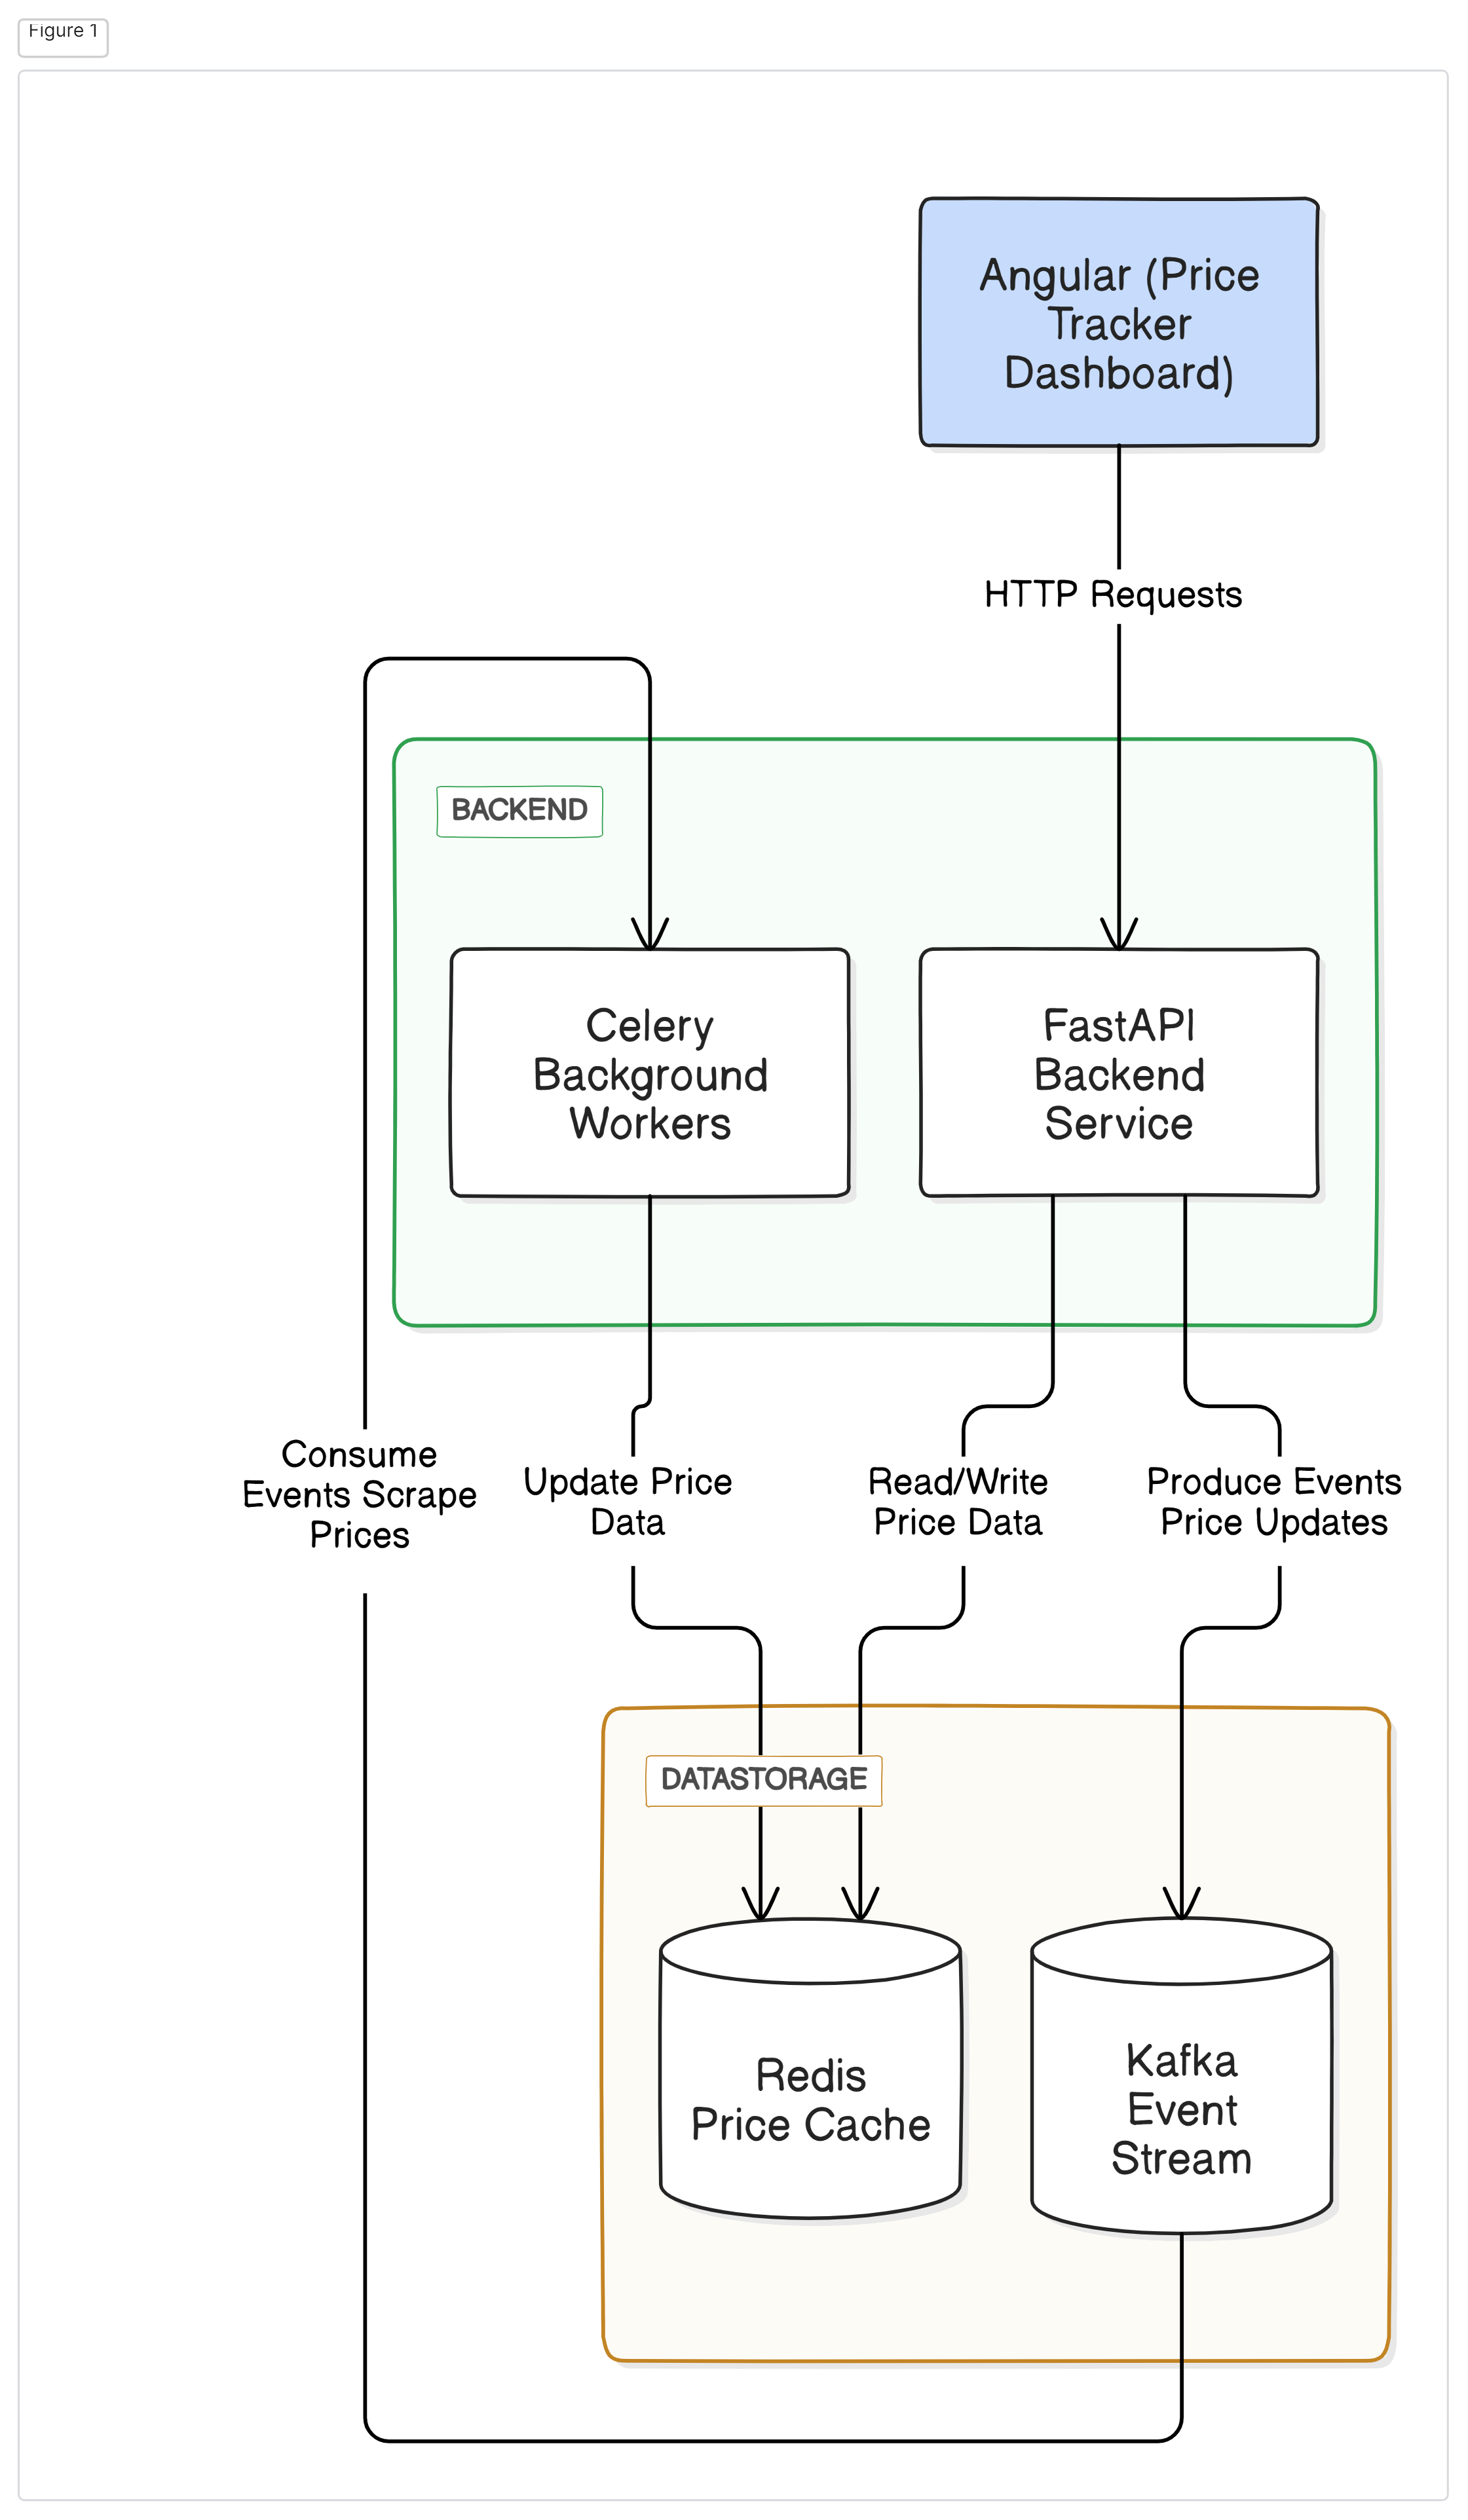 Figure 1
Angular (Price
Tracker
Dashboard)
HTTP Requests
BACKEND
Celery
Background
Workers
FastAPI
Backend
Service
Consume
Events Scrape
Prices
Update Price
Data
Read/Write
Price Data
Produce Events
Price Updates
DATASTORAGE
Redis
Price Cache
Kafka
Event
Stream